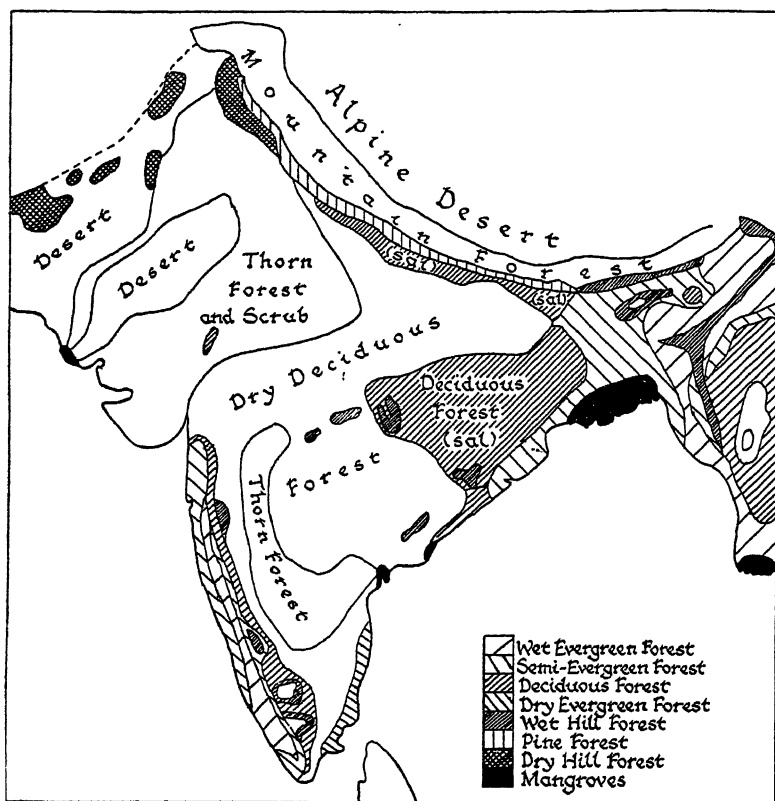 Alpine Desert
Mountain Forest
(sal)
(sal)
Desert
Desert
Thorn
Forest
and Scrub
Dry Deciduous
Forest
Deciduous
Forest
(sal)
Thorn Forest
Wet Evergreen Forest
Semi-Evergreen Forest
Deciduous Forest
Dry Evergreen Forest
Wet Hill Forest
Pine Forest
Dry Hill Forest
Mangroves